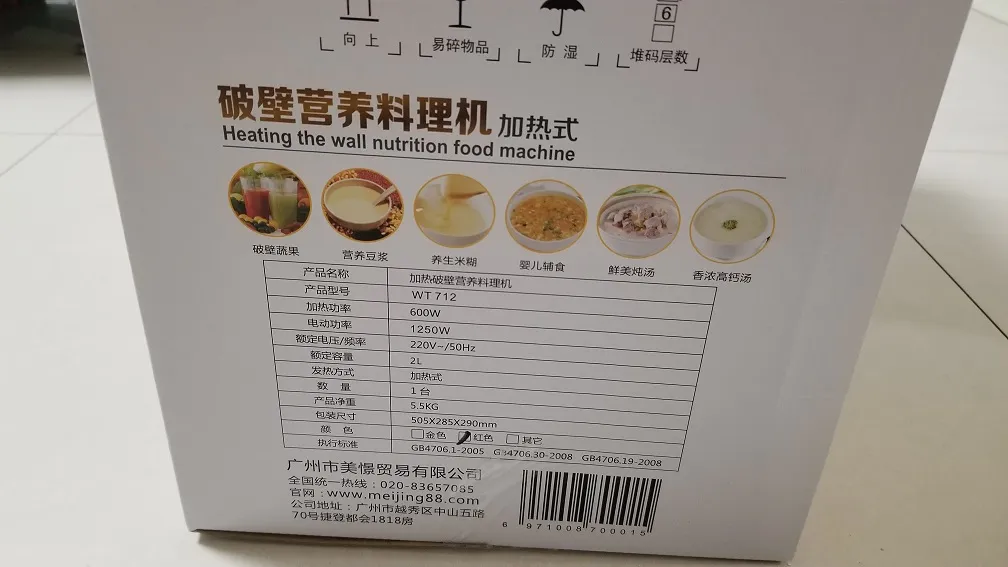 6
向上
易碎物品
防湿
堆码层数
破壁营养料理机 加热式
Heating the wall nutrition food machine
破壁蔬果
营养豆浆
养生米糊
婴儿辅食
鲜美炖汤
香浓高钙汤
产品名称 加热破壁营养料理机
产品型号 WT 712
加热功率 600W
电动功率 1250W
额定电压/频率 220V~/50Hz
额定容量 2L
发热方式 加热式
数 量 1 台
产品净重 5.5KG
包装尺寸 505X285X290mm
颜 色 金色 红色 其它
执行标准 GB4706.1-2005 GB4706.30-2008 GB4706.19-2008
广州市美憬贸易有限公司
全国统一热线:020-83657085
官网:www.meijing88.com
公司地址:广州市越秀区中山五路
70号捷登都会1818房
6 971008 700015